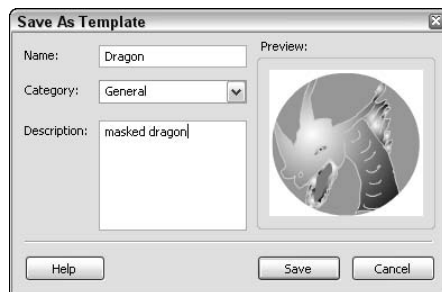 Save As Template
Name:
Dragon
Preview:
Category:
General
Description:
masked dragon
Help
Save
Cancel